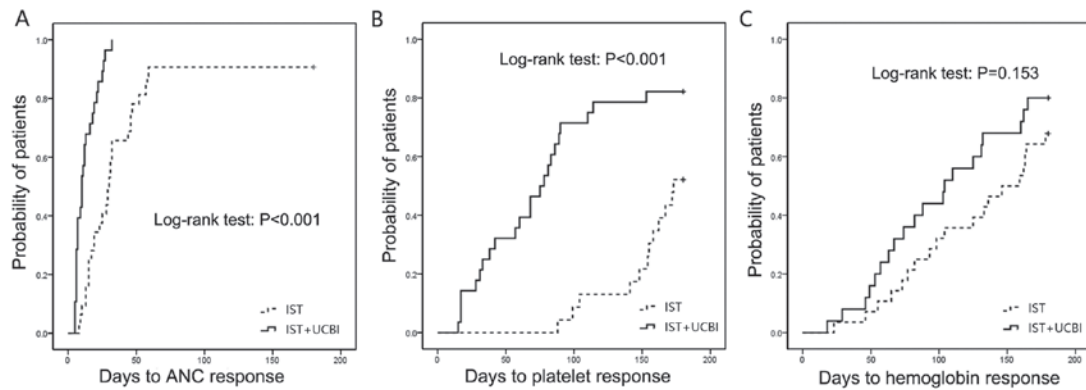 A
Probability of patients
1.0
0.8
0.6
0.4
0.2
0.0
Log-rank test: P<0.001
IST
IST+UCBI
0
50
100
150
200
Days to ANC response
B
Probability of patients
1.0
0.8
0.6
0.4
0.2
0.0
Log-rank test: P<0.001
IST
IST+UCBI
0
50
100
150
200
Days to platelet response
C
Probability of patients
1.0
0.8
0.6
0.4
0.2
0.0
Log-rank test: P=0.153
IST
IST+UCBI
0
50
100
150
200
Days to hemoglobin response